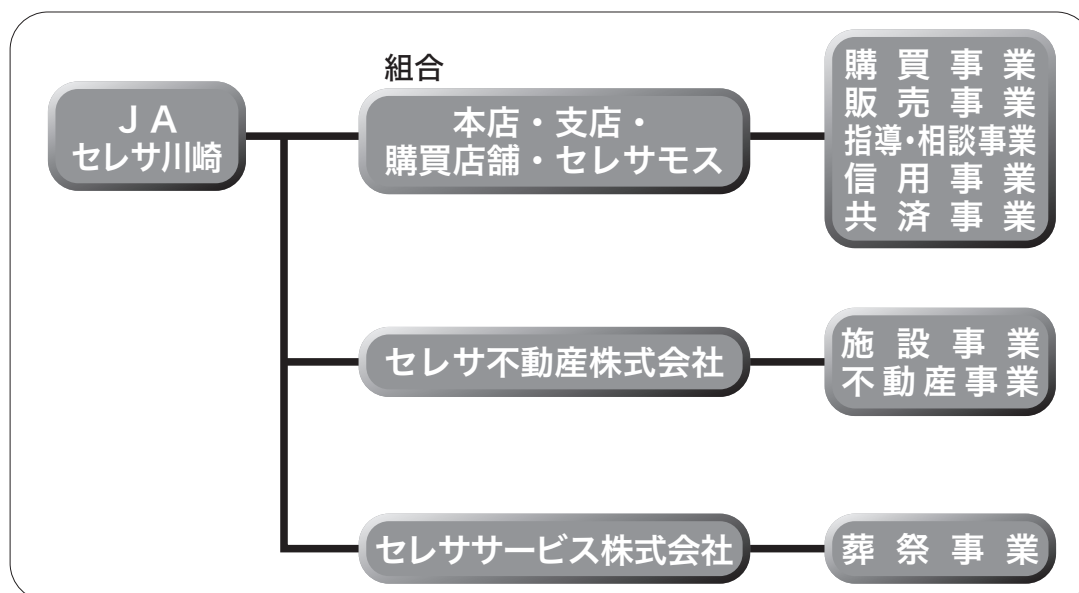 組合
JA
セレサ川崎
本店・支店・
購買店舗・セレサモス
購買事業
販売事業
指導・相談事業
信用事業
共済事業
セレサ不動産株式会社
施設事業
不動産事業
セレサービス株式会社
葬祭事業